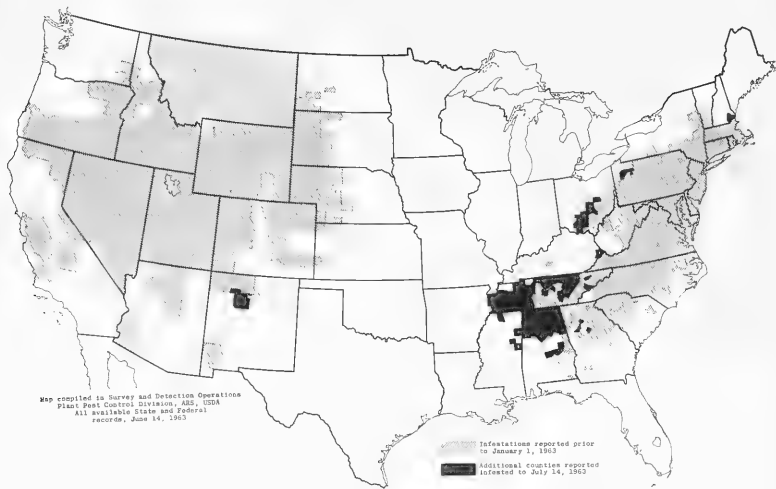 Map compiled in Survey and Detection Operations
Plant Pest Control Division, ARS, USDA
All available State and Federal
records, June 14, 1963
Infestations reported prior
to January 1, 1963
Additional counties reported
infested to July 14, 1963